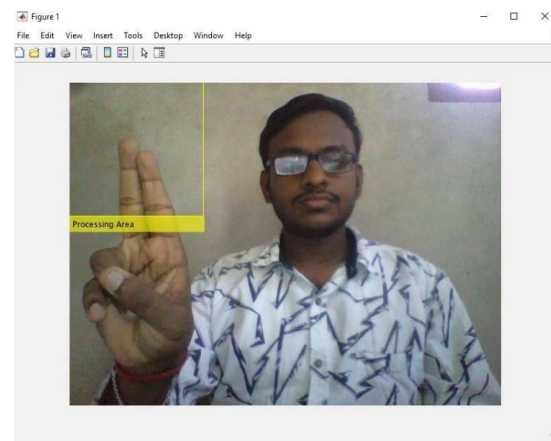 Figure 1
File Edit View Insert Tools Desktop Window Help
Processing Area